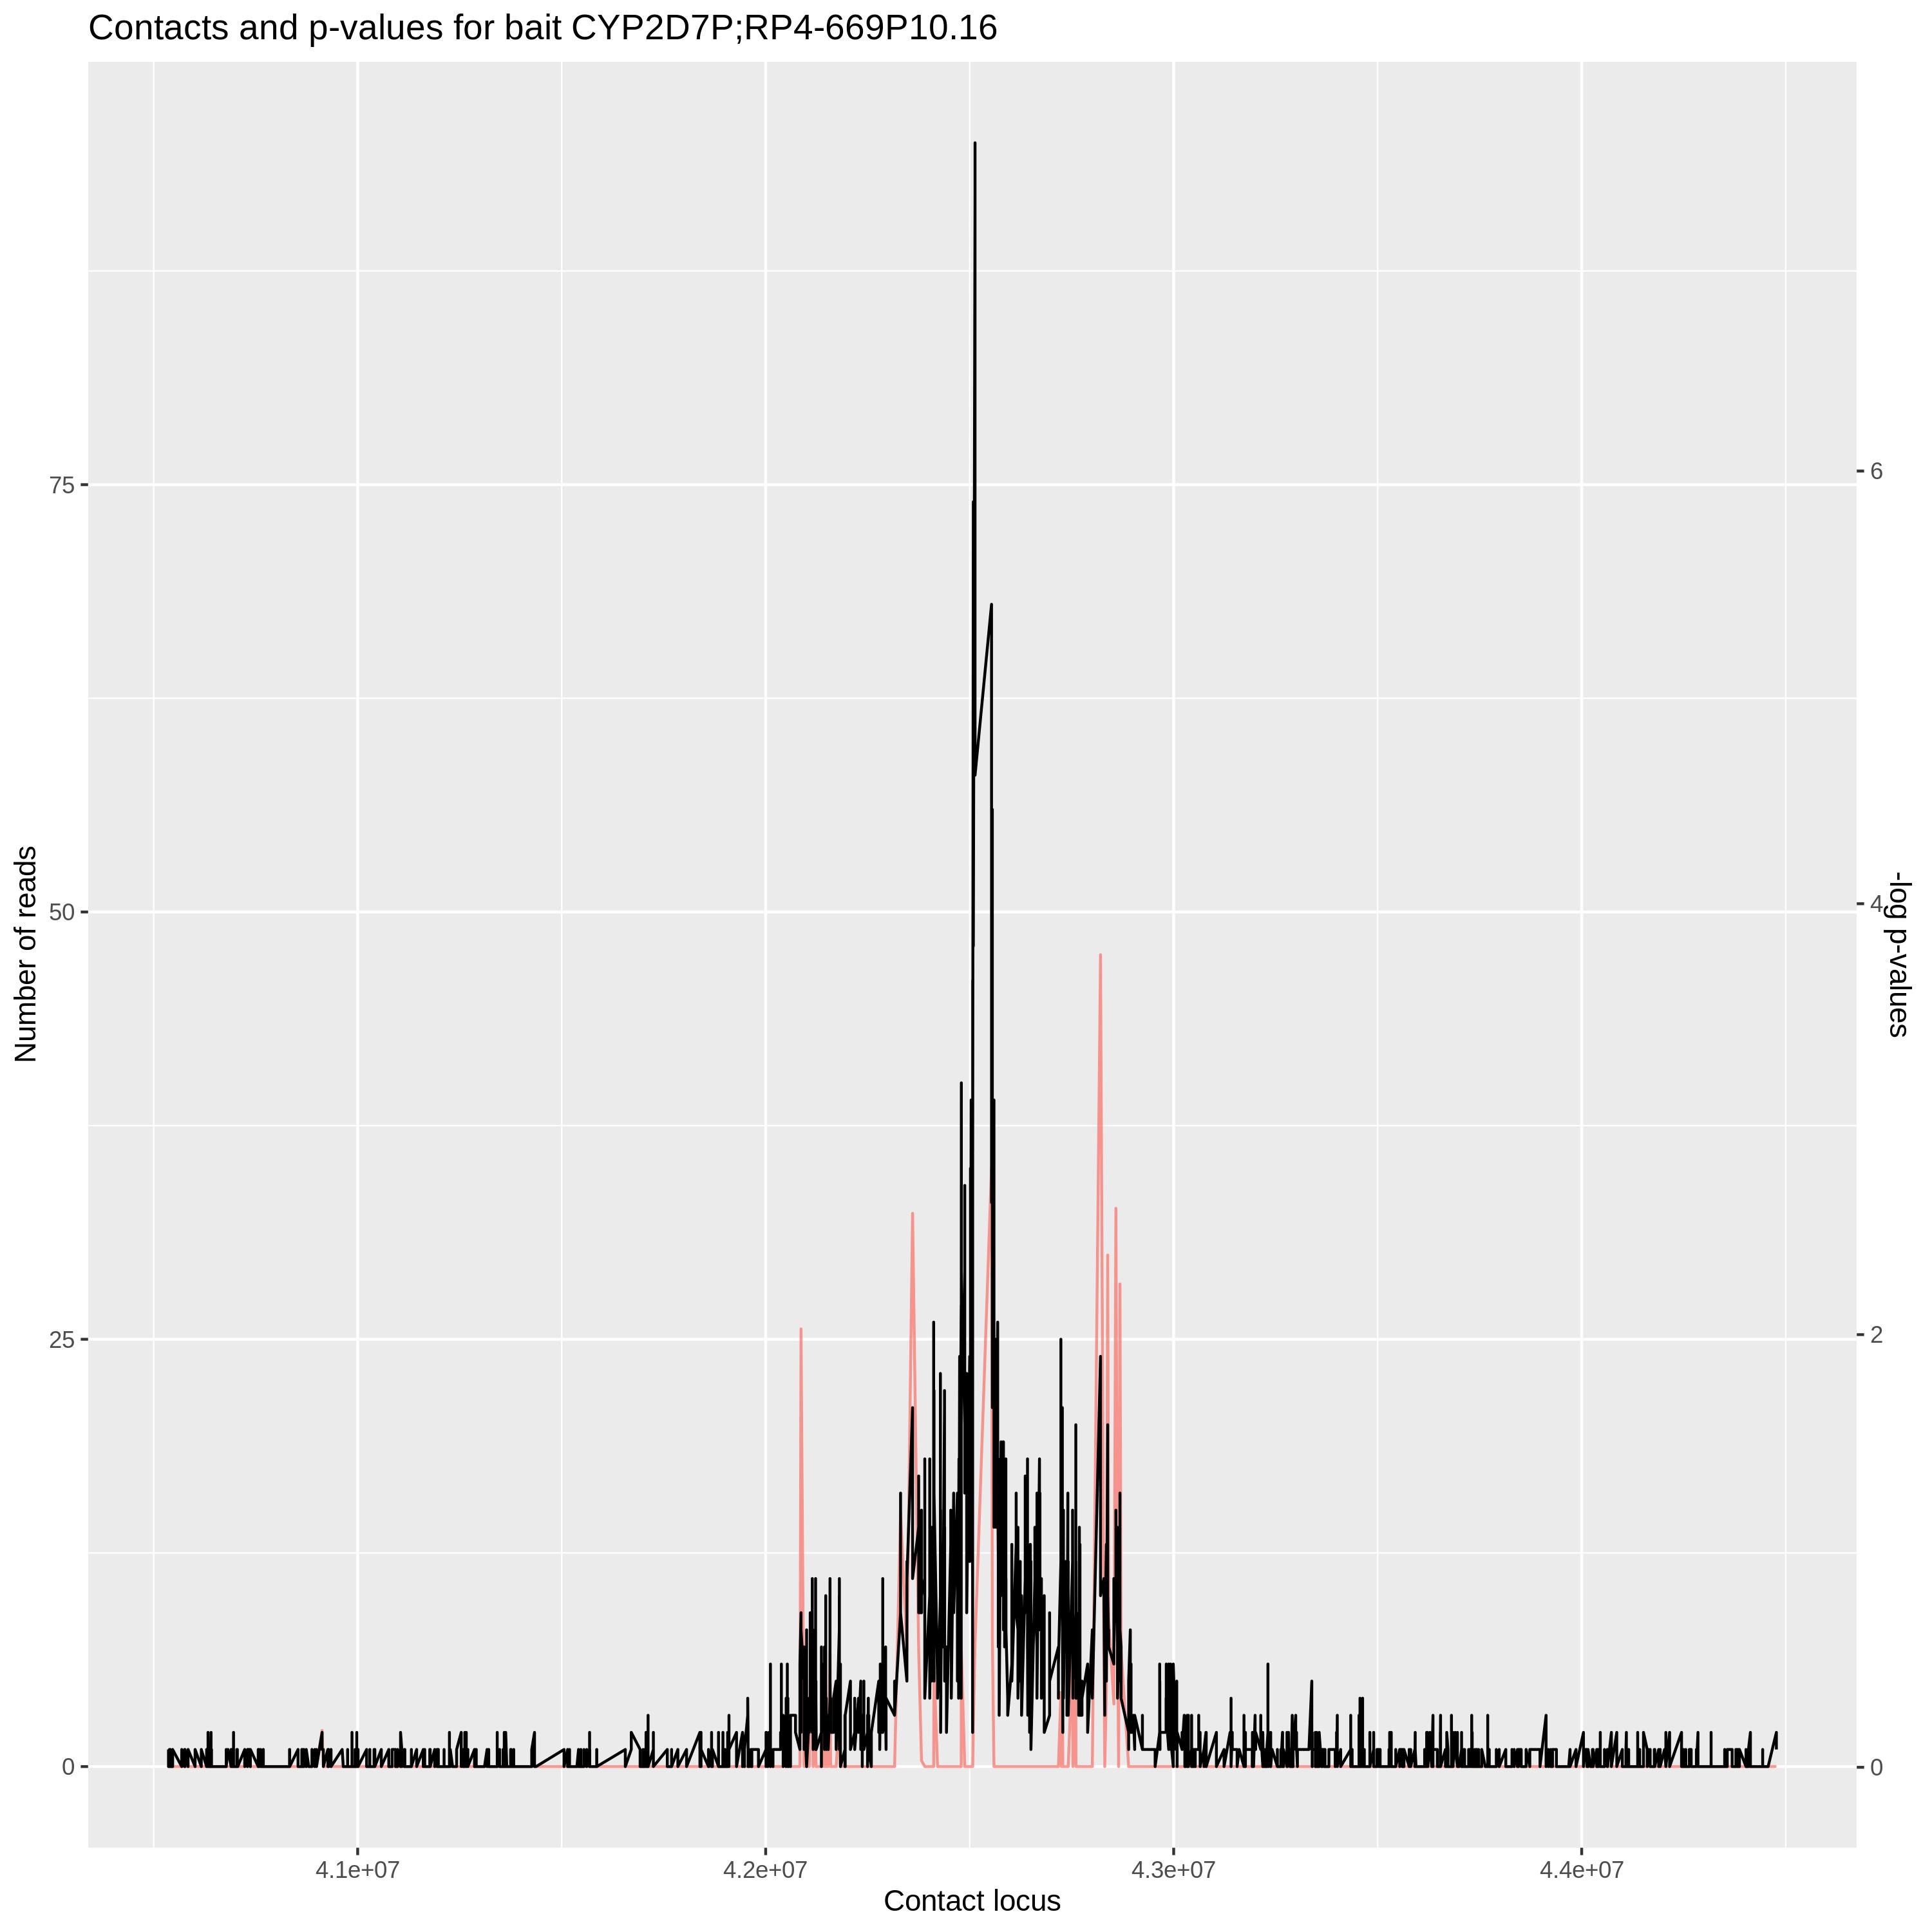 Contacts and p-values for bait CYP2D7P;RP4-669P10.16
75
50
25
0
Number of reads
6
4
2
0
-log p-values
4.1e+07
4.2e+07
4.3e+07
4.4e+07
Contact locus